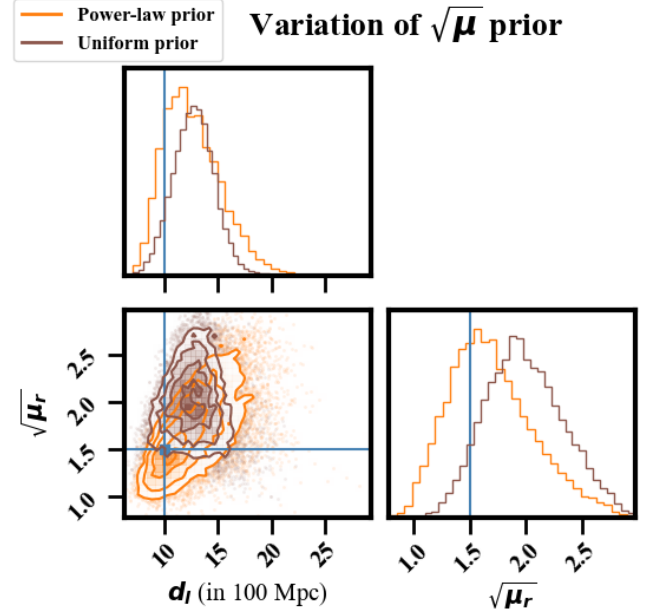 Power-law prior
Uniform prior
Variation of √μ prior
√μr
2.5
2.0
1.5
1.0
10
15
20
25
dl (in 100 Mpc)
1.0
1.5
2.0
2.5
√μr